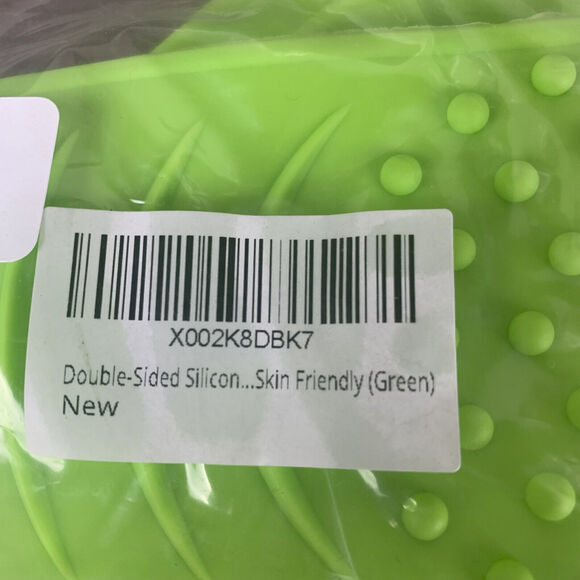 X002K8DBK7
Double-Sided Silicon...Skin Friendly (Green)
New